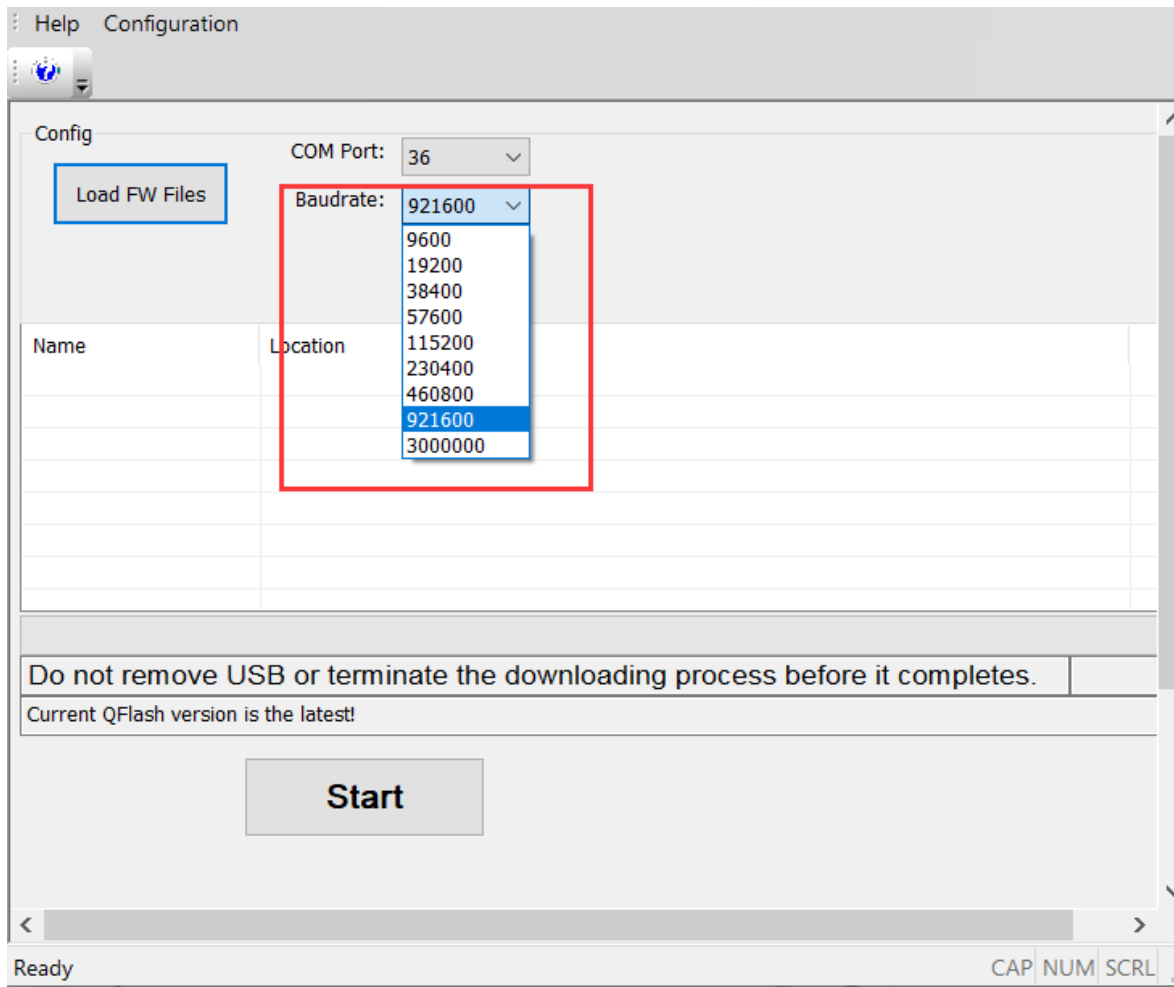 Help Configuration
Config
COM Port: 36
Load FW Files
Baudrate: 921600
9600
19200
38400
57600
115200
230400
460800
921600
3000000
Name Location
Do not remove USB or terminate the downloading process before it completes.
Current QFlash version is the latest!
Start
Ready CAP NUM SCRL